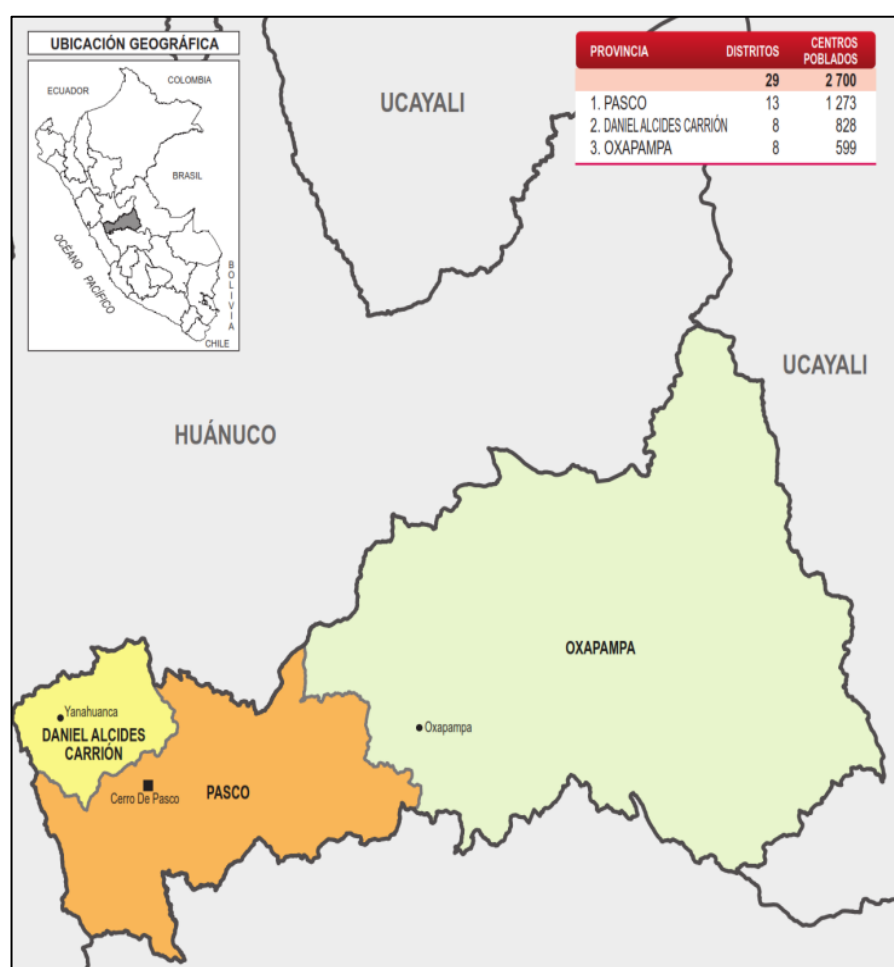 UBICACIÓN GEOGRÁFICA
COLOMBIA
ECUADOR
BRASIL
OCÉANO PACÍFICO
BOLIVIA
CHILE
PROVINCIA DISTRITOS CENTROS POBLADOS
29 2 700
1. PASCO 13 1 273
2. DANIEL ALCIDES CARRIÓN 8 828
3. OXAPAMPA 8 599
UCAYALI
UCAYALI
HUÁNUCO
OXAPAMPA
Yanahuanca
Oxapampa
DANIEL ALCIDES
CARRIÓN
Cerro De Pasco
PASCO